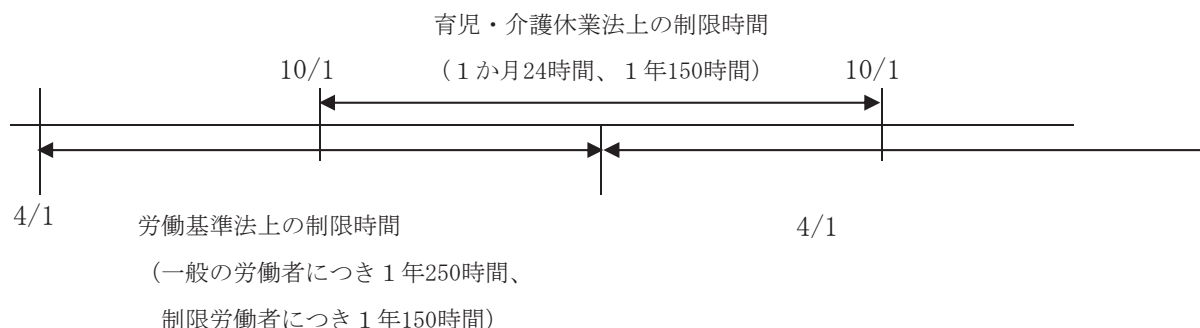 育児・介護休業法上の制限時間
10/1 （１か月24時間、１年150時間） 10/1
4/1 労働基準法上の制限時間 4/1
（一般の労働者につき１年250時間、
制限労働者につき１年150時間）